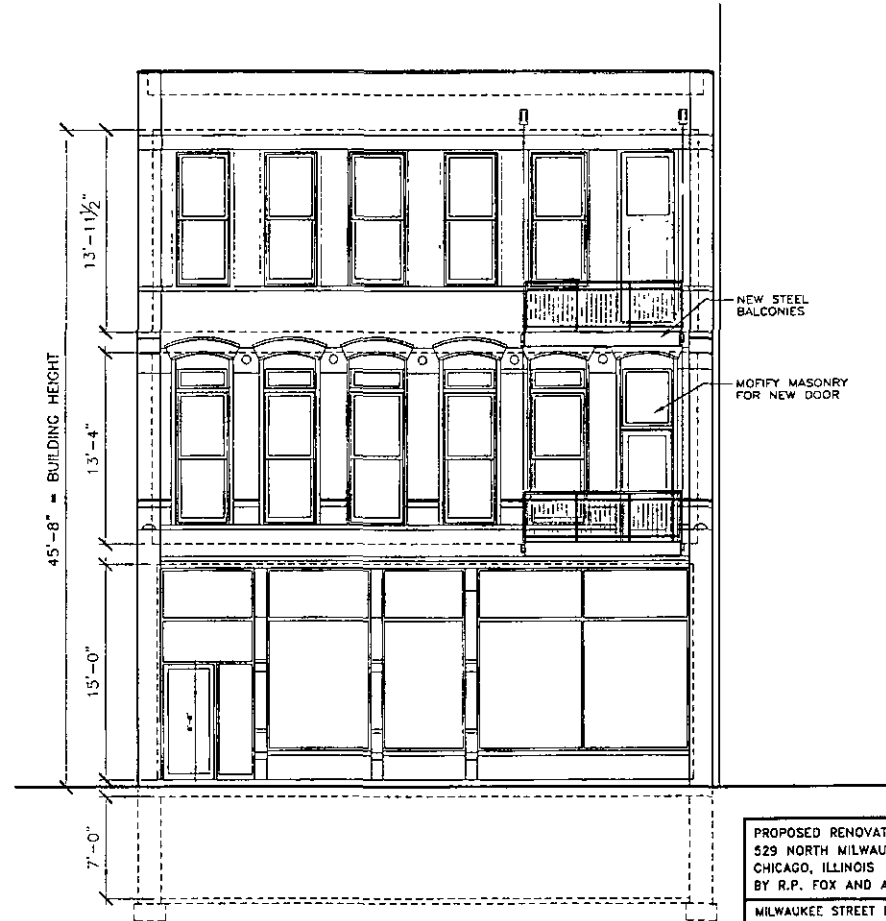 13'-11½"
NEW STEEL
BALCONIES
MOFIFY MASONRY
FOR NEW DOOR
45'-8" = BUILDING HEIGHT
13'-4"
15'-0"
7'-0"
PROPOSED RENOVAT
529 NORTH MILWAU
CHICAGO, ILLINOIS
BY R.P. FOX AND A
MILWAUKEE STREET